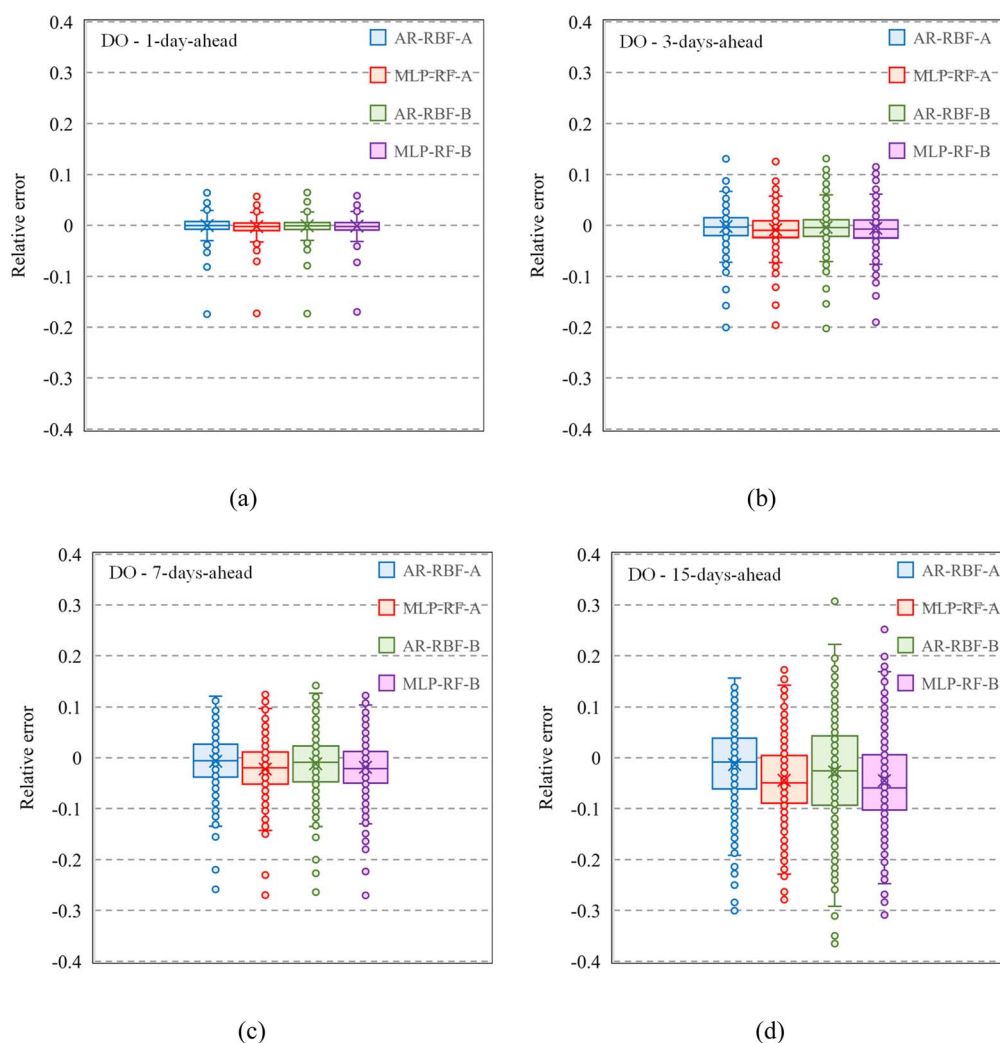 DO - 1-day-ahead
AR-RBF-A
MLP-RF-A
AR-RBF-B
MLP-RF-B
0.4
0.3
0.2
0.1
0
-0.1
-0.2
-0.3
-0.4
Relative error
(a)
DO - 3-days-ahead
AR-RBF-A
MLP-RF-A
AR-RBF-B
MLP-RF-B
0.4
0.3
0.2
0.1
0
-0.1
-0.2
-0.3
-0.4
Relative error
(b)
DO - 7-days-ahead
AR-RBF-A
MLP-RF-A
AR-RBF-B
MLP-RF-B
0.4
0.3
0.2
0.1
0
-0.1
-0.2
-0.3
-0.4
Relative error
(c)
DO - 15-days-ahead
AR-RBF-A
MLP-RF-A
AR-RBF-B
MLP-RF-B
0.4
0.3
0.2
0.1
0
-0.1
-0.2
-0.3
-0.4
Relative error
(d)